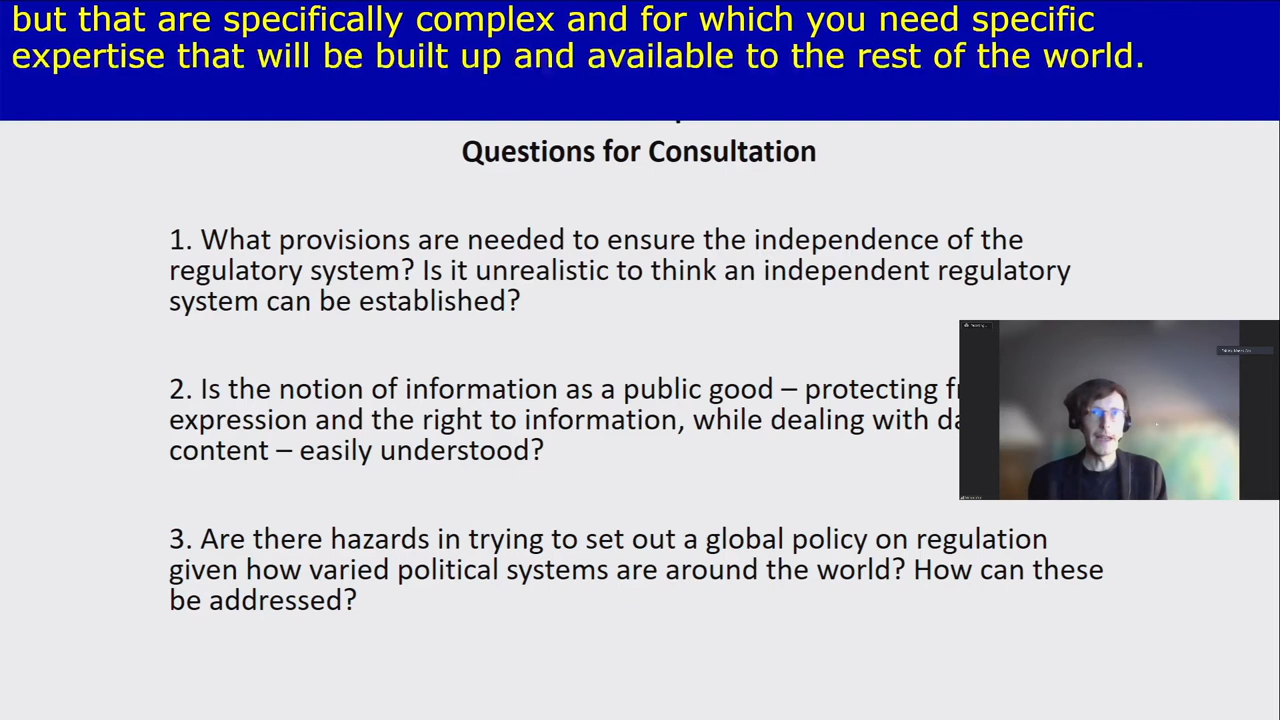 but that are specifically complex and for which you need specific
expertise that will be built up and available to the rest of the world.
Questions for Consultation
1. What provisions are needed to ensure the independence of the
regulatory system? Is it unrealistic to think an independent regulatory
system can be established?
2. Is the notion of information as a public good – protecting
expression and the right to information, while dealing with
content – easily understood?
3. Are there hazards in trying to set out a global policy on regulation
given how varied political systems are around the world? How can these
be addressed?